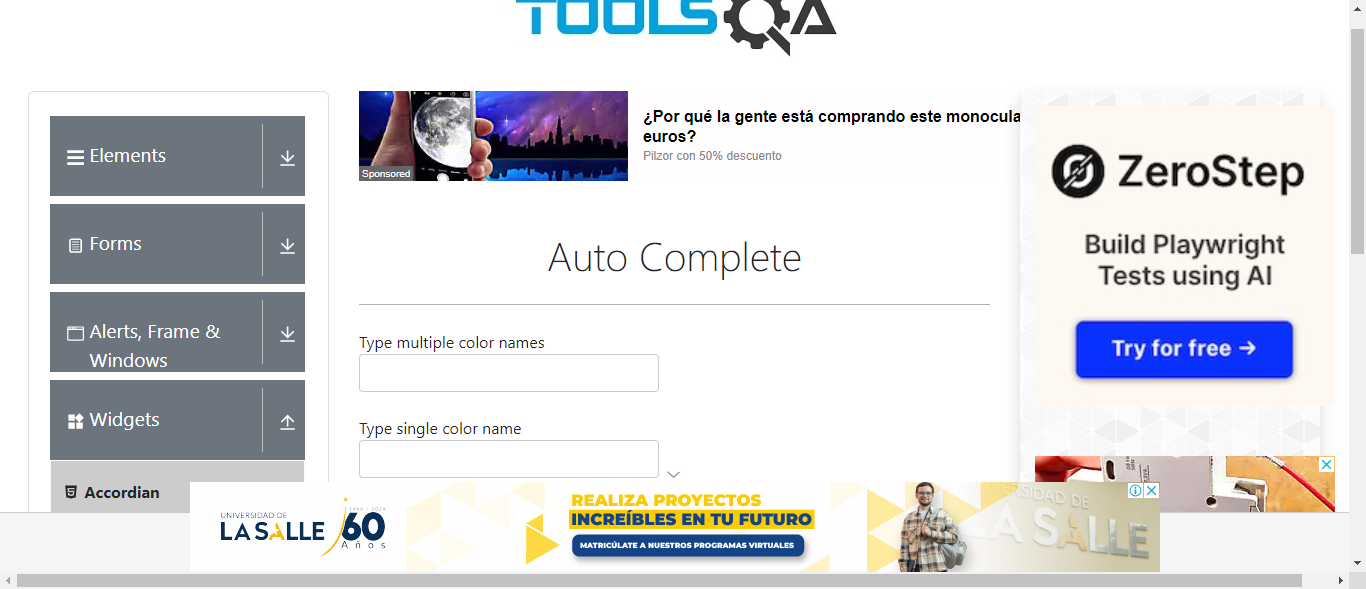 TOOLSQA
Elements
Forms
Alerts, Frame &
Windows
Widgets
Accordian
Sponsored
¿Por qué la gente está comprando este monocula
euros?
Pilzor con 50% descuento
Auto Complete
Type multiple color names
Type single color name
ZeroStep
Build Playwright
Tests using AI
Try for free →
UNIVERSIDAD DE
LA SALLE
1964 / 2024
60
Años
REALIZA PROYECTOS
INCREÍBLES EN TU FUTURO
MATRICÚLATE A NUESTROS PROGRAMAS VIRTUALES
RSIDAD DE
LA SALLE